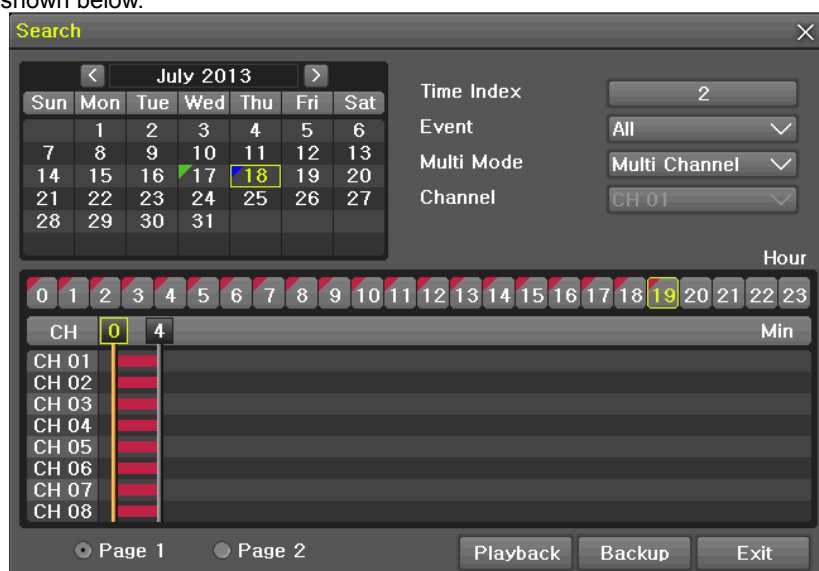 shown below.
Search
July 2013
Sun Mon Tue Wed Thu Fri Sat
1 2 3 4 5 6
7 8 9 10 11 12 13
14 15 16 17 18 19 20
21 22 23 24 25 26 27
28 29 30 31
Time Index 2
Event All
Multi Mode Multi Channel
Channel CH 01
Hour
0 1 2 3 4 5 6 7 8 9 10 11 12 13 14 15 16 17 18 19 20 21 22 23
CH 0 4 Min
CH 01
CH 02
CH 03
CH 04
CH 05
CH 06
CH 07
CH 08
Page 1 Page 2 Playback Backup Exit